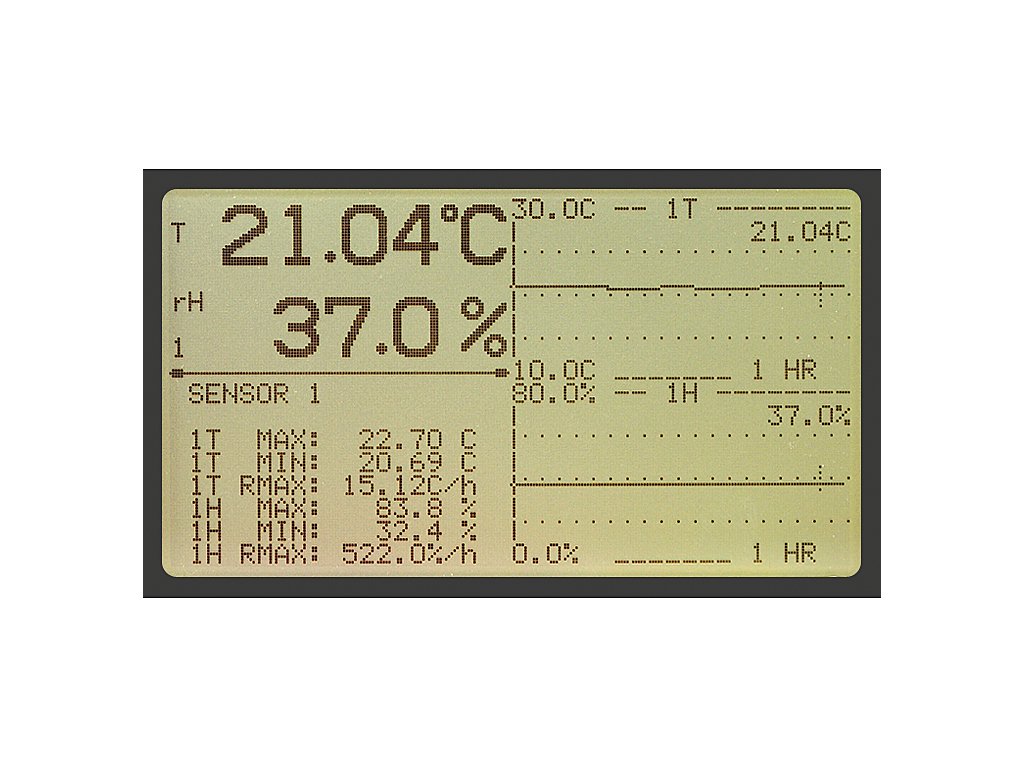 T 21.04°C
rH 37.0 %
1
SENSOR 1
1T MAX: 22.70 C
1T MIN: 20.69 C
1T RMAX: 15.12C/h
1H MAX: 83.8 %
1H MIN: 32.4 %
1H RMAX: 522.0%/h
30.0C -- 1T --------
21.04C
10.0C _______ 1 HR
80.0% -- 1H --------
37.0%
0.0% _______ 1 HR